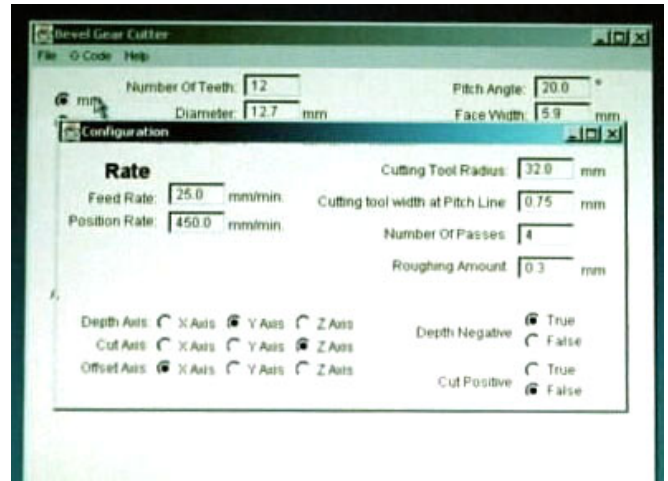 Bevel Gear Cutter
File G Code Help
Number Of Teeth: 12 Pitch Angle: 20.0 °
mm
Diameter: 12.7 mm Face Width: 5.9 mm
Configuration
Rate
Cutting Tool Radius: 32.0 mm
Feed Rate: 25.0 mm/min.
Cutting tool width at Pitch Line: 0.75 mm
Position Rate: 450.0 mm/min.
Number Of Passes: 4
Roughing Amount: 0.3 mm
Depth Axis: X Axis Y Axis Z Axis
Cut Axis: X Axis Y Axis Z Axis
Offset Axis: X Axis Y Axis Z Axis
Depth Negative True
False
Cut Positive True
False